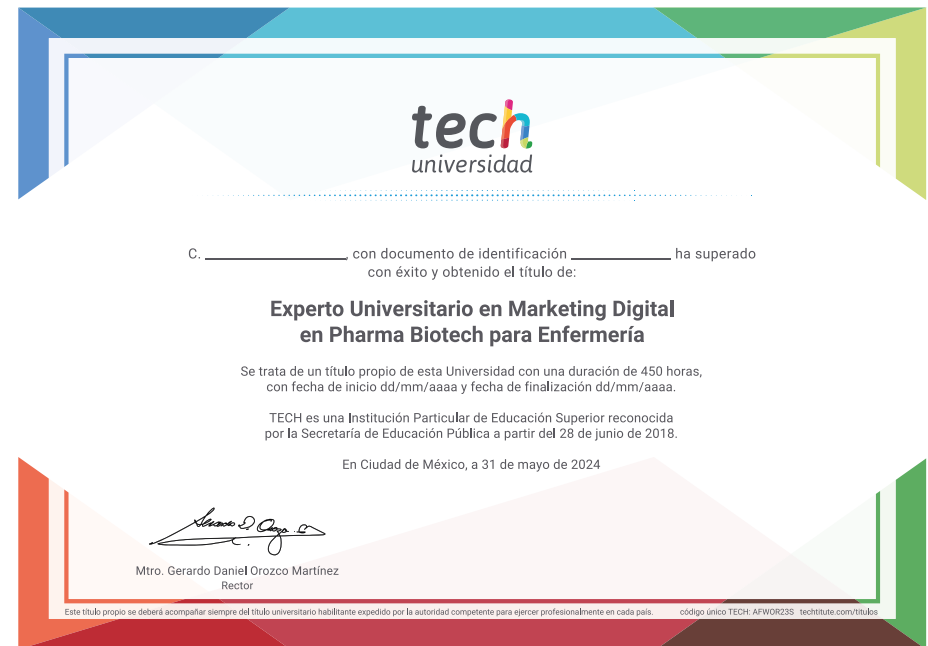 tech
universidad
C. ____________________, con documento de identificación ______________ ha superado
con éxito y obtenido el título de:
Experto Universitario en Marketing Digital
en Pharma Biotech para Enfermería
Se trata de un título propio de esta Universidad con una duración de 450 horas,
con fecha de inicio dd/mm/aaaa y fecha de finalización dd/mm/aaaa.
TECH es una Institución Particular de Educación Superior reconocida
por la Secretaría de Educación Pública a partir del 28 de junio de 2018.
En Ciudad de México, a 31 de mayo de 2024
Mtro. Gerardo Daniel Orozco Martínez
Rector
Este título propio se deberá acompañar siempre del título universitario habilitante expedido por la autoridad competente para ejercer profesionalmente en cada país. código único TECH: AFWOR23S techtitute.com/titulos